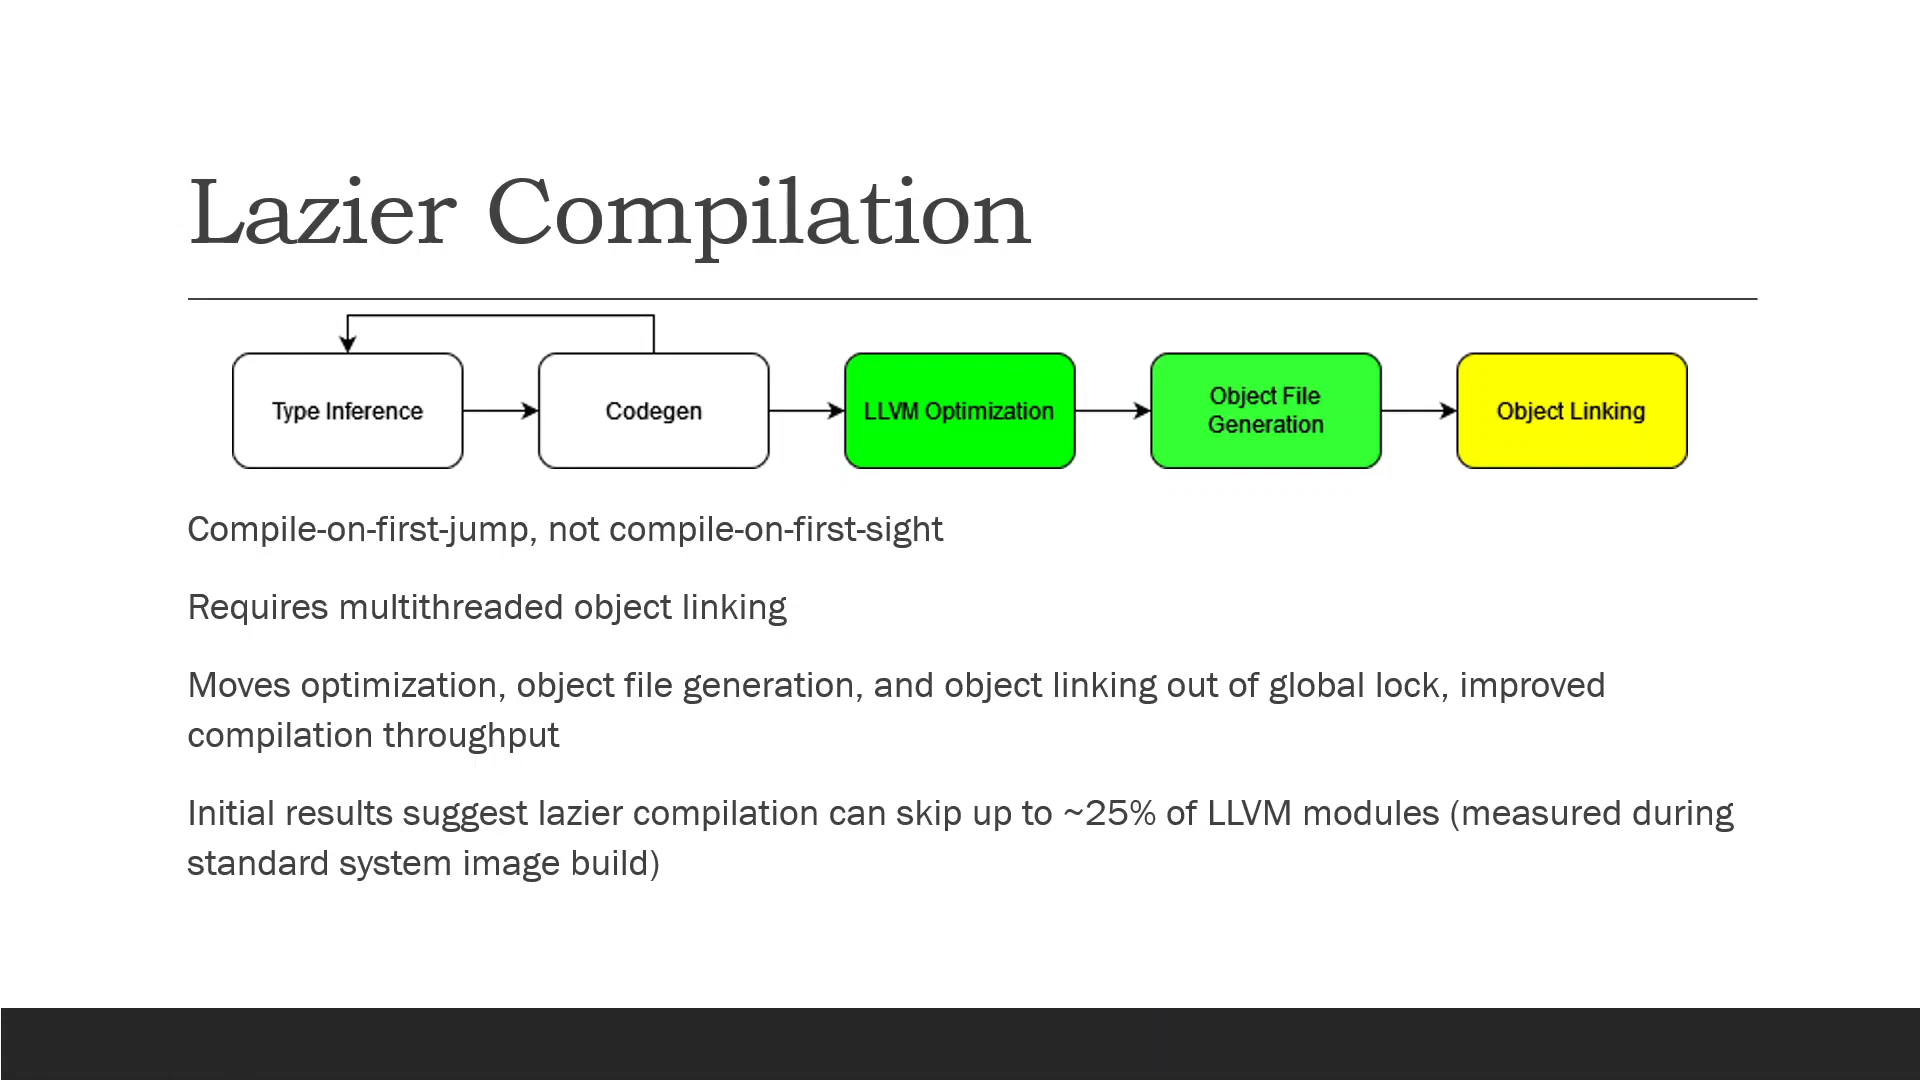 Lazier Compilation
Type Inference
Codegen
LLVM Optimization
Object File
Generation
Object Linking
Compile-on-first-jump, not compile-on-first-sight
Requires multithreaded object linking
Moves optimization, object file generation, and object linking out of global lock, improved
compilation throughput
Initial results suggest lazier compilation can skip up to ~25% of LLVM modules (measured during
standard system image build)